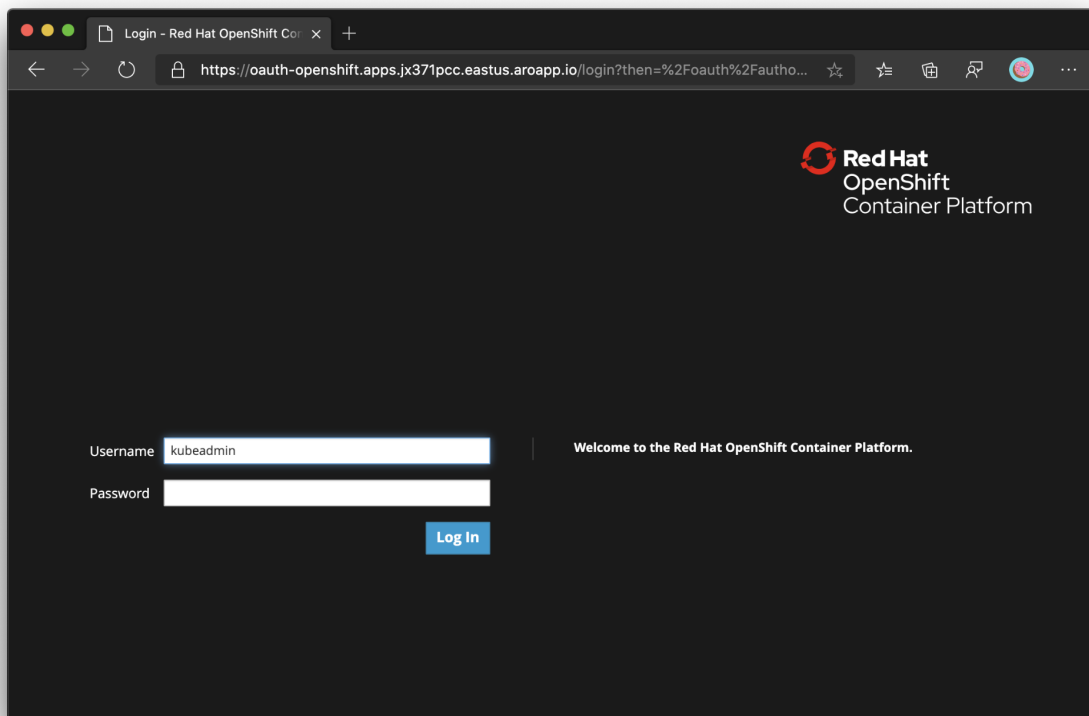 Login - Red Hat OpenShift Con
https://oauth-openshift.apps.jx371pcc.eastus.aroapp.io/login?then=%2Foauth%2Fautho...
Red Hat
OpenShift
Container Platform
Username kubeadmin
Welcome to the Red Hat OpenShift Container Platform.
Password
Log In